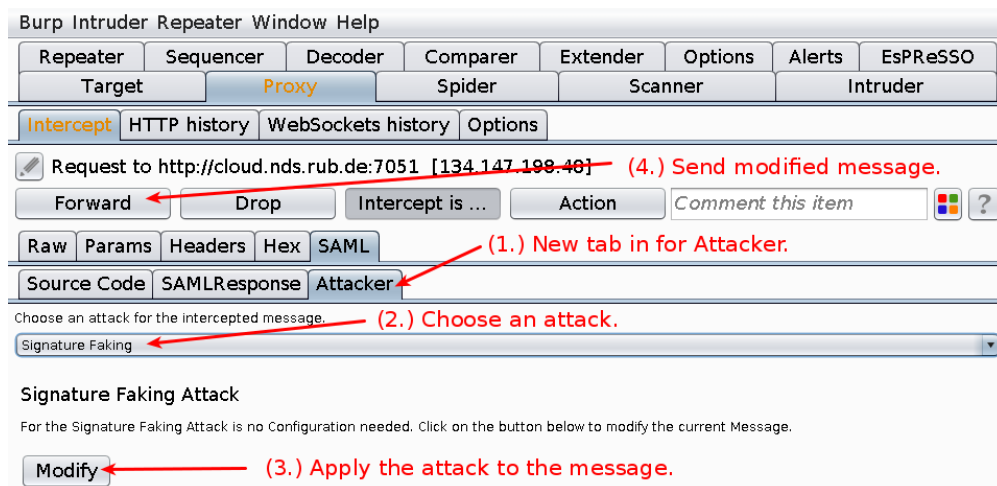 Burp Intruder Repeater Window Help
Repeater Sequencer Decoder Comparer Extender Options Alerts EsPReSSO
Target Proxy Spider Scanner Intruder
Intercept HTTP history WebSockets history Options
Request to http://cloud.nds.rub.de:7051 [134.147.198.48] (4.) Send modified message.
Forward Drop Intercept is ... Action Comment this item ?
Raw Params Headers Hex SAML (1.) New tab in for Attacker.
Source Code SAMLResponse Attacker
Choose an attack for the intercepted message. (2.) Choose an attack.
Signature Faking
Signature Faking Attack
For the Signature Faking Attack is no Configuration needed. Click on the button below to modify the current Message.
Modify (3.) Apply the attack to the message.